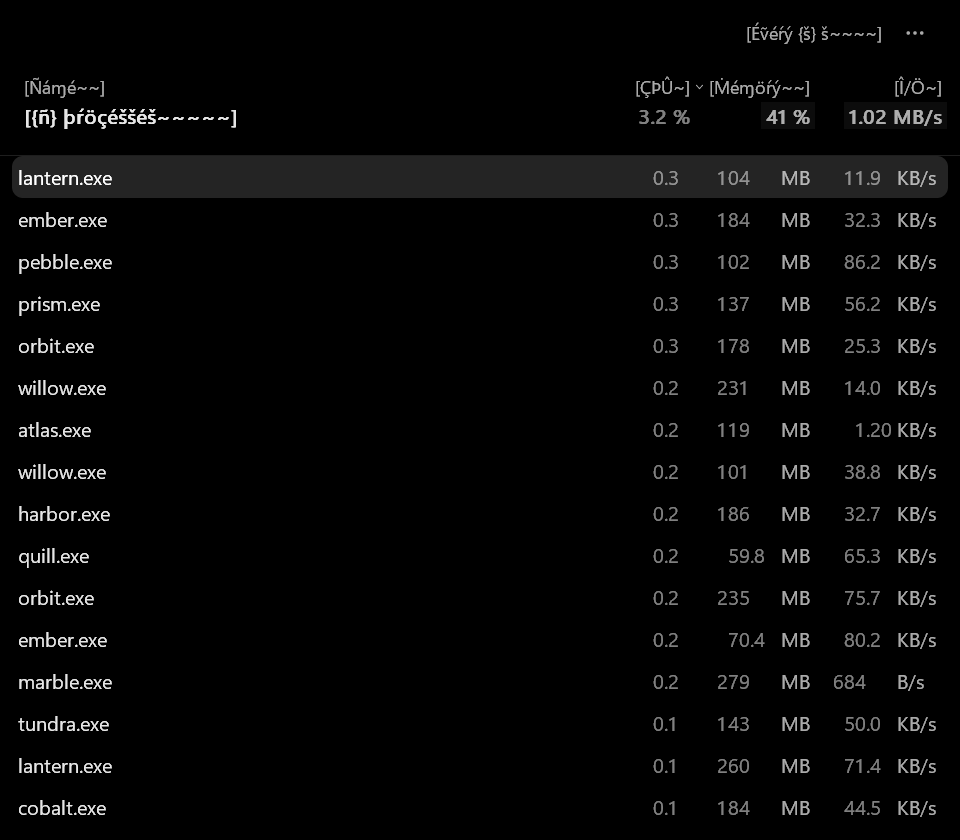 [Éṽéŕý {š} š~~~~] ···
[Ñáɱé~~] [ÇÞÛ~] [Ṁéɱöŕý~~] [Î/Ö~]
[{ñ} þŕöçéššéš~~~~~] 3.2 % 41 % 1.02 MB/s
lantern.exe 0.3 104 MB 11.9 KB/s
ember.exe 0.3 184 MB 32.3 KB/s
pebble.exe 0.3 102 MB 86.2 KB/s
prism.exe 0.3 137 MB 56.2 KB/s
orbit.exe 0.3 178 MB 25.3 KB/s
willow.exe 0.2 231 MB 14.0 KB/s
atlas.exe 0.2 119 MB 1.20 KB/s
willow.exe 0.2 101 MB 38.8 KB/s
harbor.exe 0.2 186 MB 32.7 KB/s
quill.exe 0.2 59.8 MB 65.3 KB/s
orbit.exe 0.2 235 MB 75.7 KB/s
ember.exe 0.2 70.4 MB 80.2 KB/s
marble.exe 0.2 279 MB 684 B/s
tundra.exe 0.1 143 MB 50.0 KB/s
lantern.exe 0.1 260 MB 71.4 KB/s
cobalt.exe 0.1 184 MB 44.5 KB/s